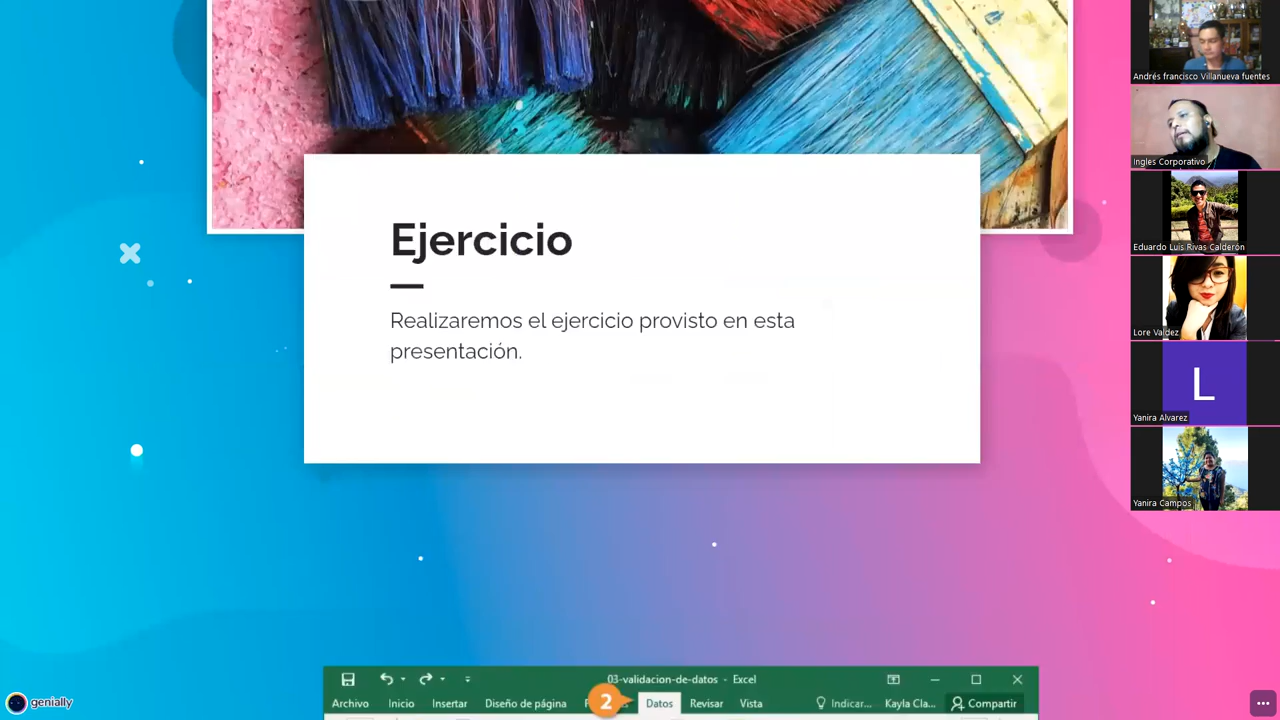 Andrés francisco Villanueva fuentes
Ingles Corporativo
Eduardo Luis Rivas Calderón
Lore Valdez
L
Yanira Alvarez
Yanira Campos
Ejercicio
Realizaremos el ejercicio provisto en esta
presentación.
03-validacion-de-datos - Excel
Archivo Inicio Insertar Diseño de página 2 Datos Revisar Vista Indicar... Kayla Cla... Compartir
genially